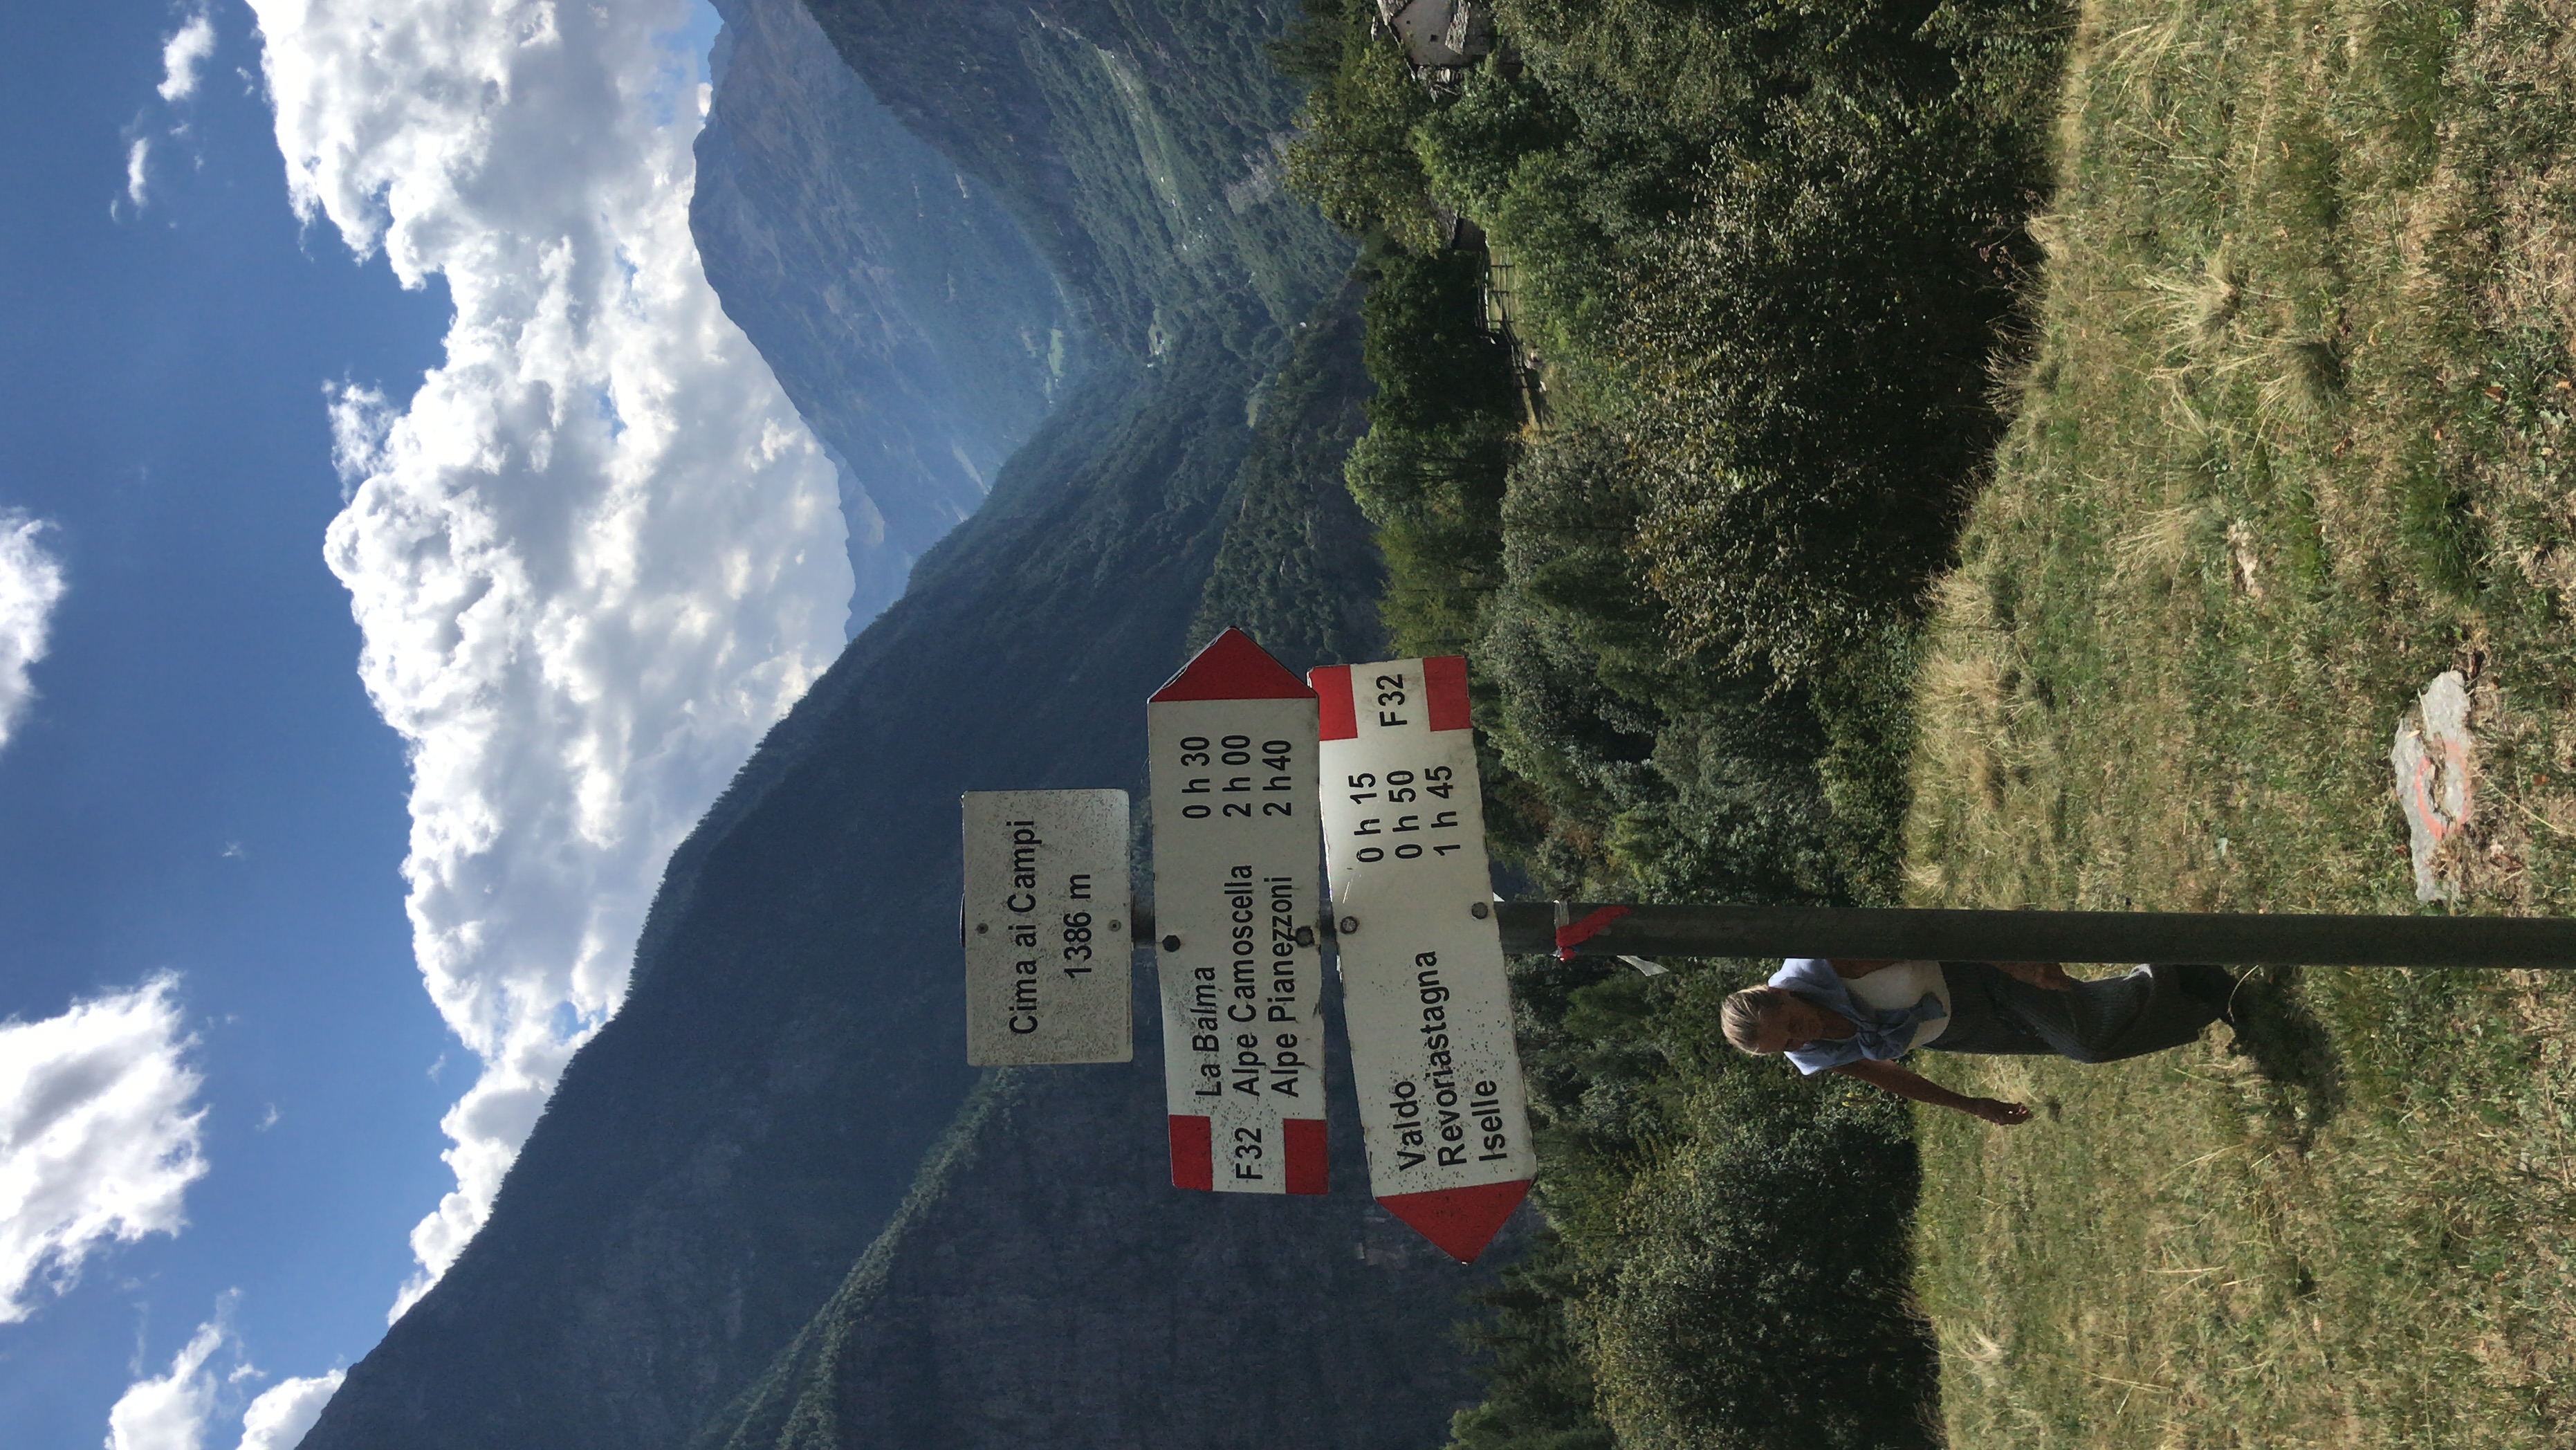 Cima ai Campi
1386 m
La Balma 0 h 30
F32 Alpe Camoscella 2 h 00
Alpe Pianezzoni 2 h 40
Valdo 0 h 15
Revoriastagna 0 h 50 F32
Iselle 1 h 45